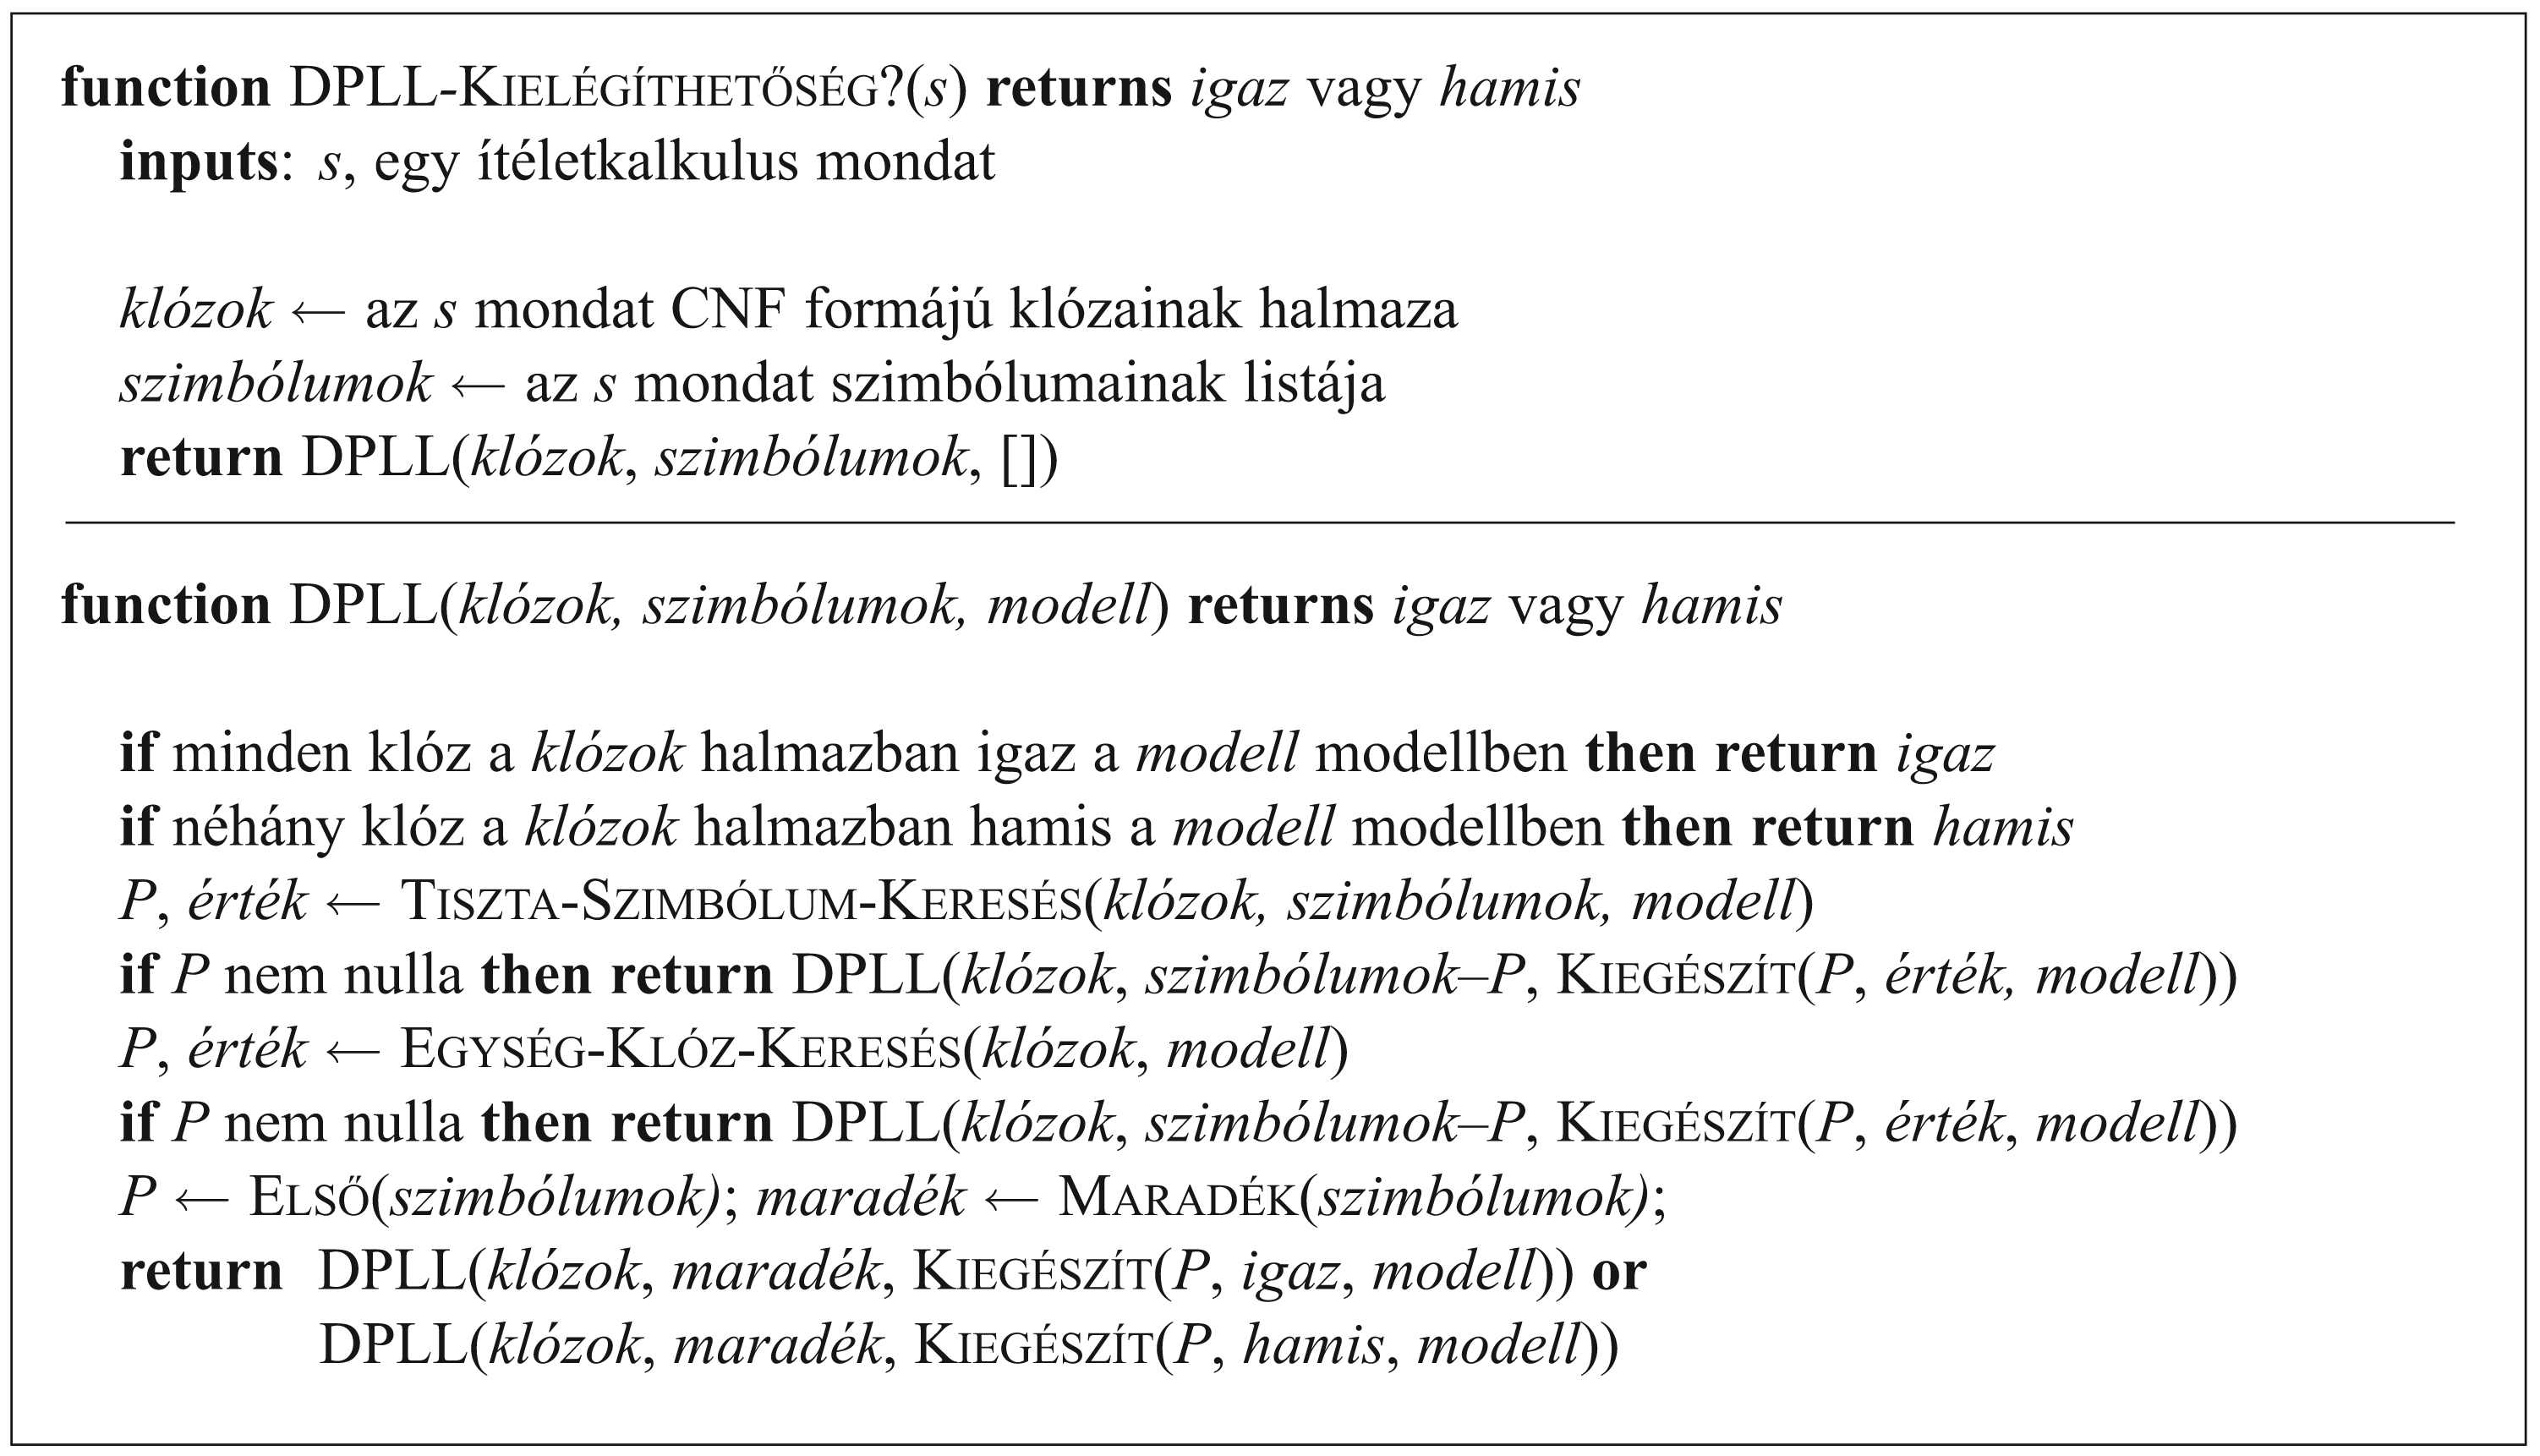 function DPLL-KIELÉGÍTHETŐSÉG?(s) returns igaz vagy hamis
inputs: s, egy ítéletkalkulus mondat
klózok ← az s mondat CNF formájú klózainak halmaza
szimbólumok ← az s mondat szimbólumainak listája
return DPLL(klózok, szimbólumok, [])
function DPLL(klózok, szimbólumok, modell) returns igaz vagy hamis
if minden klóz a klózok halmazban igaz a modell modellben then return igaz
if néhány klóz a klózok halmazban hamis a modell modellben then return hamis
P, érték ← TISZTA-SZIMBÓLUM-KERESÉS(klózok, szimbólumok, modell)
if P nem nulla then return DPLL(klózok, szimbólumok–P, KIEGÉSZÍT(P, érték, modell))
P, érték ← EGYSÉG-KLÓZ-KERESÉS(klózok, modell)
if P nem nulla then return DPLL(klózok, szimbólumok–P, KIEGÉSZÍT(P, érték, modell))
P ← ELSŐ(szimbólumok); maradék ← MARADÉK(szimbólumok);
return DPLL(klózok, maradék, KIEGÉSZÍT(P, igaz, modell)) or
DPLL(klózok, maradék, KIEGÉSZÍT(P, hamis, modell))